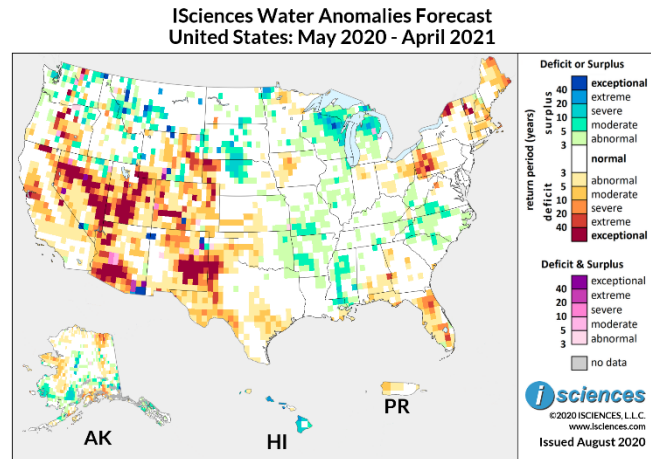 ISciences Water Anomalies Forecast
United States: May 2020 - April 2021
Deficit or Surplus
exceptional
40
extreme
20
severe
10
moderate
5
abnormal
3
normal
3
abnormal
5
moderate
10
severe
20
extreme
40
exceptional
return period (years)
deficit
surplus
Deficit & Surplus
exceptional
40
extreme
20
severe
10
moderate
5
abnormal
3
no data
AK
HI
PR
isciences
©2020 ISCIENCES, L.L.C.
www.isciences.com
Issued August 2020